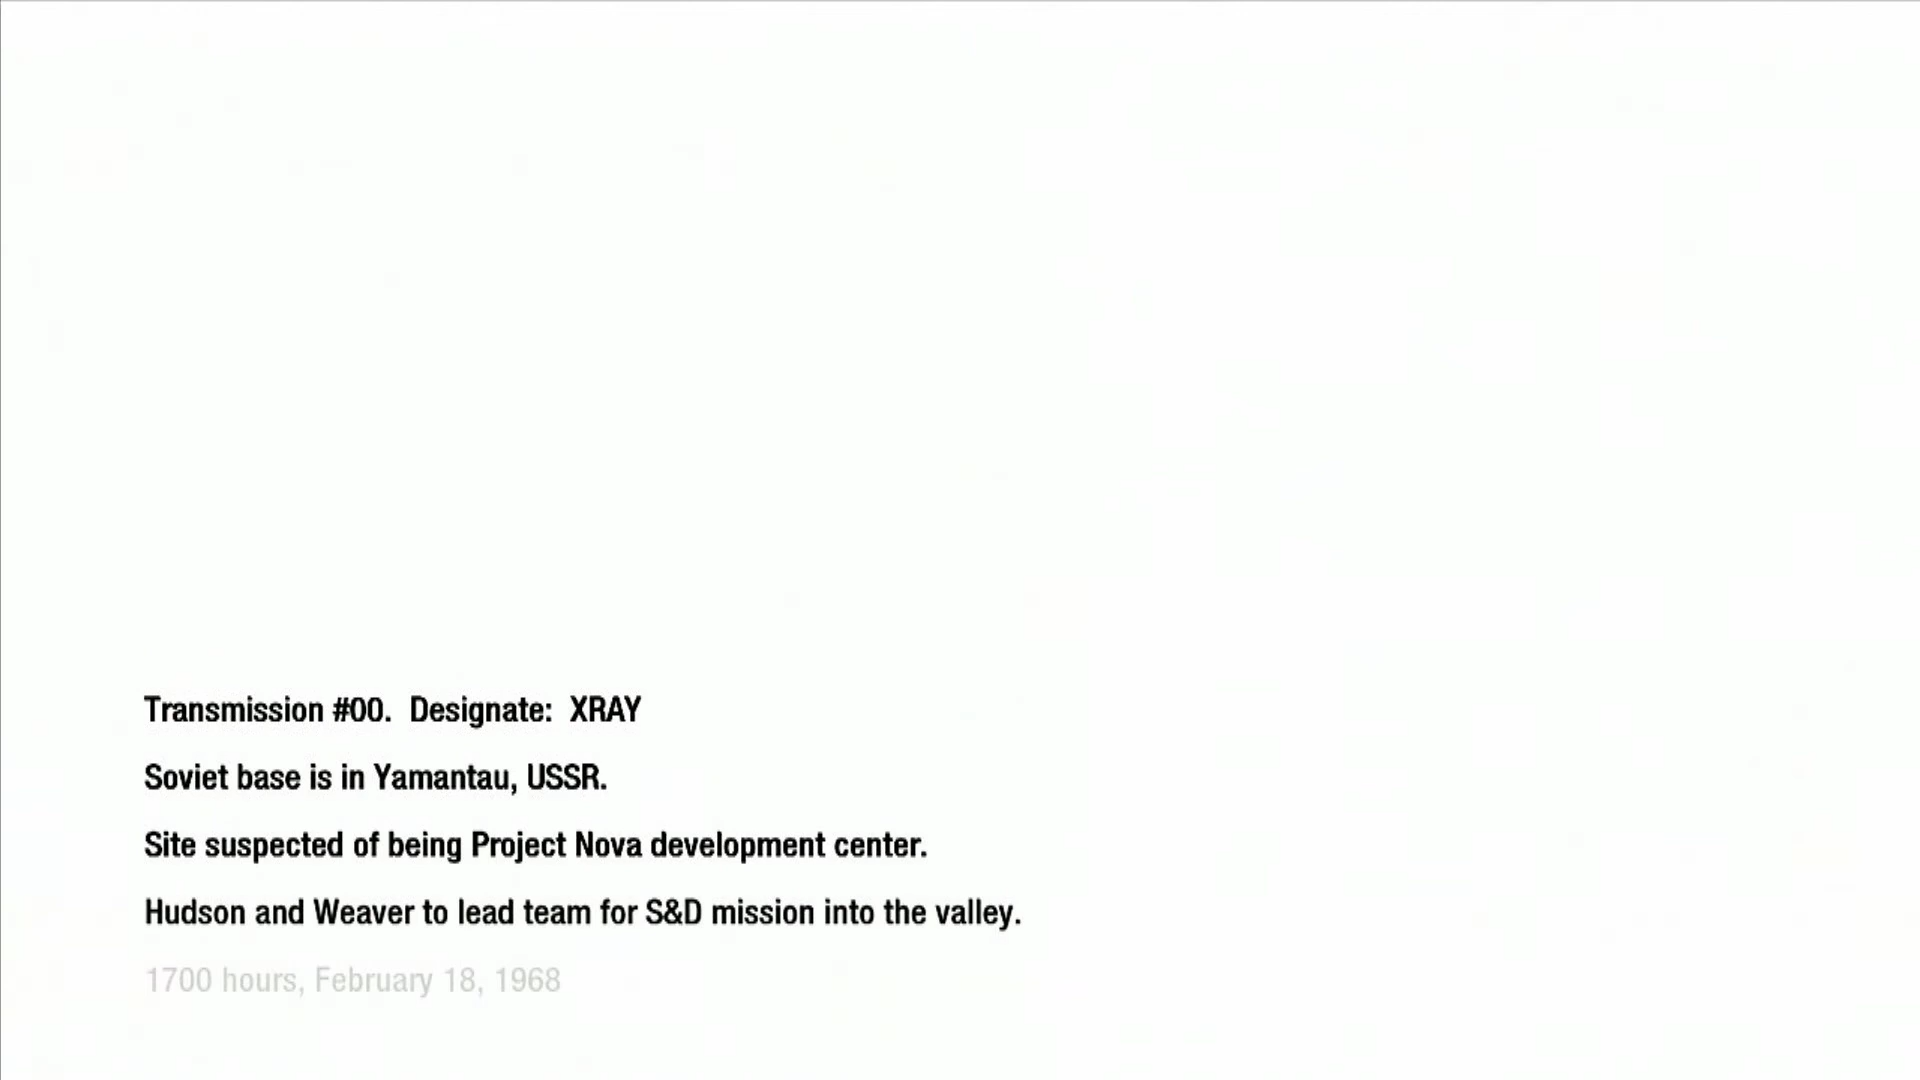 Transmission #00.  Designate:  XRAY
Soviet base is in Yamantau, USSR.
Site suspected of being Project Nova development center.
Hudson and Weaver to lead team for S&D mission into the valley.
1700 hours, February 18, 1968